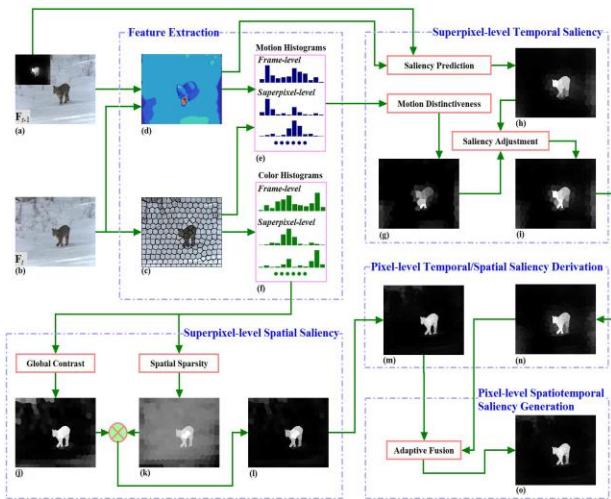 Feature Extraction
Superpixel-level Temporal Saliency
Motion Histograms
Frame-level
Superpixel-level
Saliency Prediction
Motion Distinctiveness
Saliency Adjustment
F_{t-1}
(a)
(d)
(e)
(h)
Color Histograms
Frame-level
Superpixel-level
(g)
(i)
F_t
(b)
(c)
(f)
Pixel-level Temporal/Spatial Saliency Derivation
(m)
(n)
Superpixel-level Spatial Saliency
Global Contrast
Spatial Sparsity
(j)
(k)
(l)
Pixel-level Spatiotemporal
Saliency Generation
Adaptive Fusion
(o)